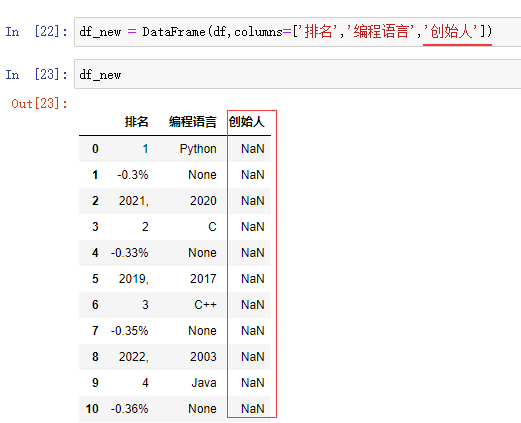 In [22]: df_new = DataFrame(df,columns=['排名','编程语言','创始人'])
In [23]: df_new
Out[23]:
排名 编程语言 创始人
0 1 Python NaN
1 -0.3% None NaN
2 2021, 2020 NaN
3 2 C NaN
4 -0.33% None NaN
5 2019, 2017 NaN
6 3 C++ NaN
7 -0.35% None NaN
8 2022, 2003 NaN
9 4 Java NaN
10 -0.36% None NaN